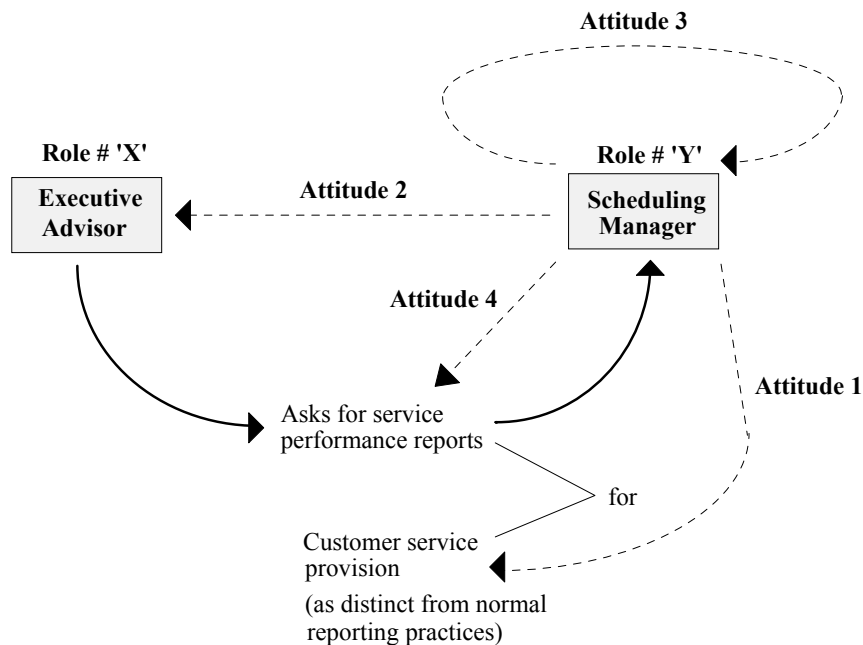 Attitude 3
Role # 'X'
Role # 'Y'
Executive
Advisor
Attitude 2
Scheduling
Manager
Attitude 4
Attitude 1
Asks for service
performance reports
for
Customer service
provision
(as distinct from normal
reporting practices)